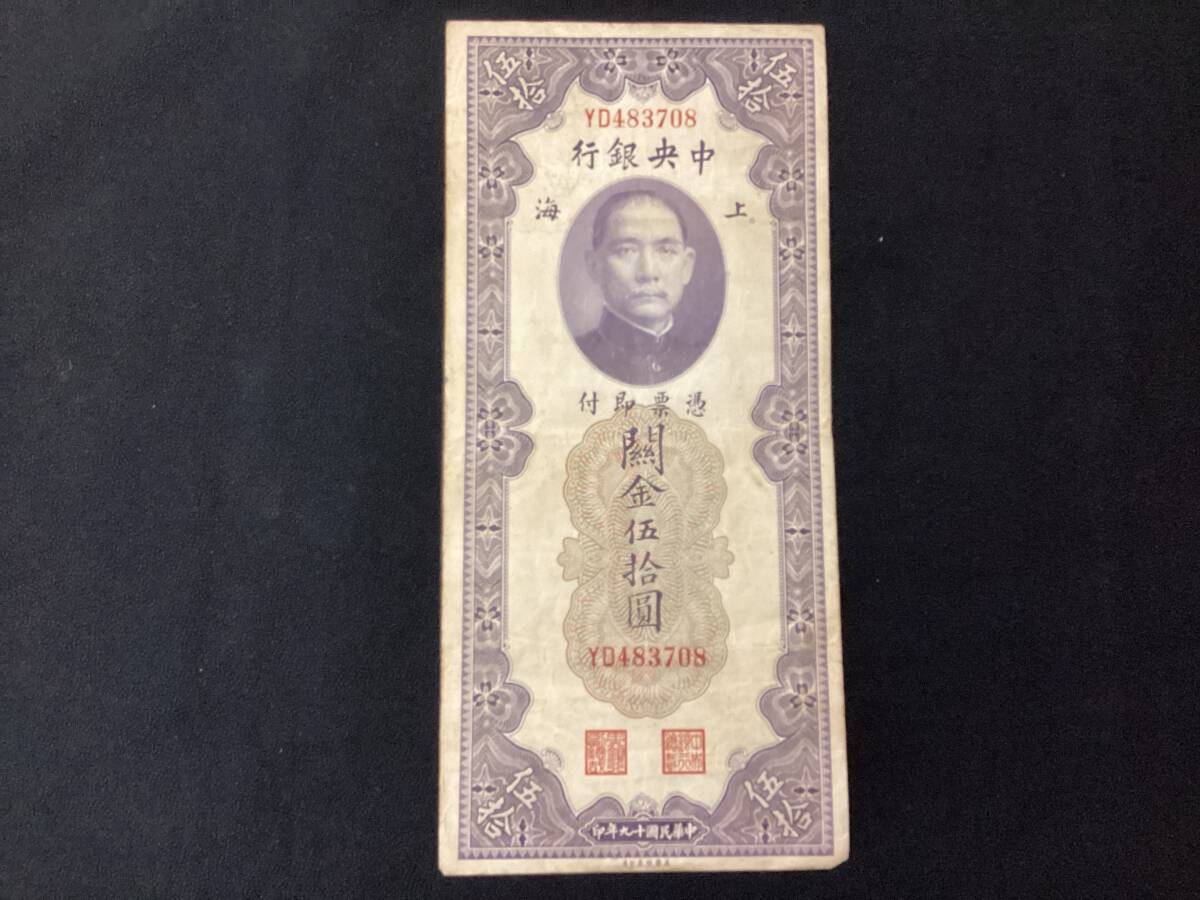 伍拾
伍拾
YD483708
中央銀行
上海
憑票即付
關金伍拾圓
YD483708
伍拾
伍拾
中華民國十九年印